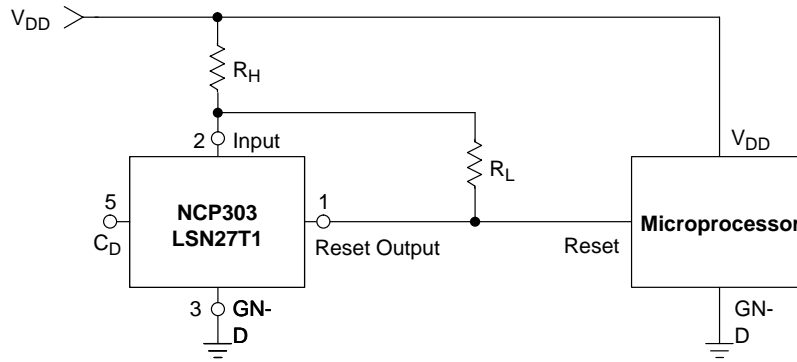 VDD
RH
2 Input
VDD
RL
5
NCP303
LSN27T1
1
Microprocessor
CD
Reset Output
Reset
3 GN-
D
GN-
D